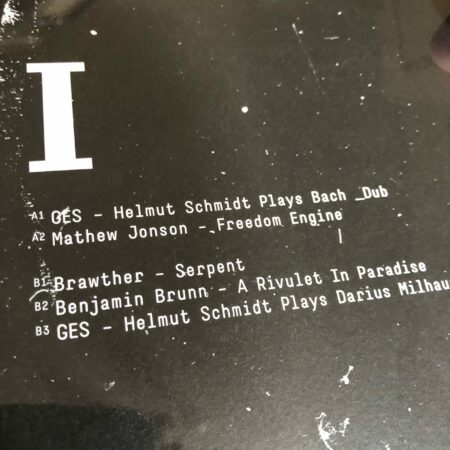 I
A1 GES – Helmut Schmidt Plays Bach _Dub
A2 Mathew Jonson – Freedom Engine
B1 Brawther – Serpent
B2 Benjamin Brunn – A Rivulet In Paradise
B3 GES – Helmut Schmidt Plays Darius Milhau